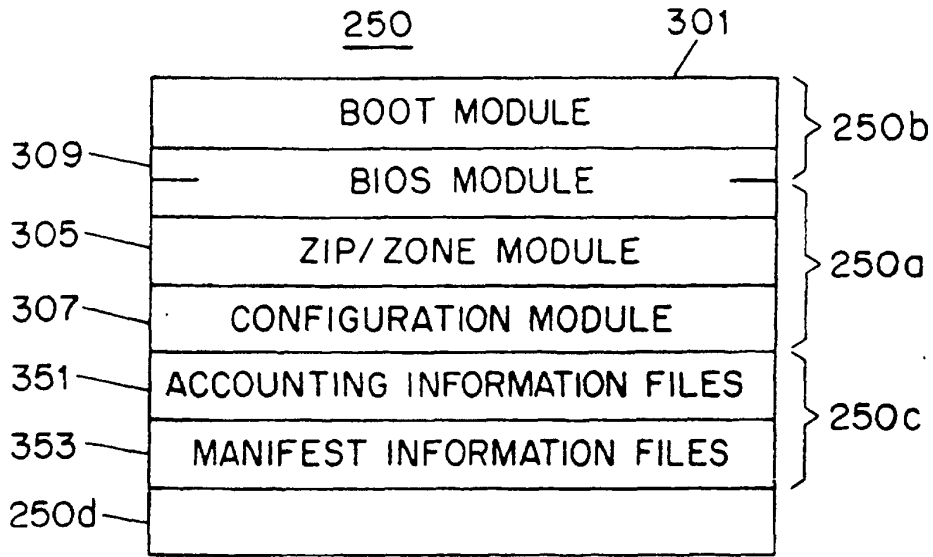 250 301
BOOT MODULE
250b
309 BIOS MODULE
305 ZIP/ZONE MODULE
250a
307 CONFIGURATION MODULE
351 ACCOUNTING INFORMATION FILES
250c
353 MANIFEST INFORMATION FILES
250d